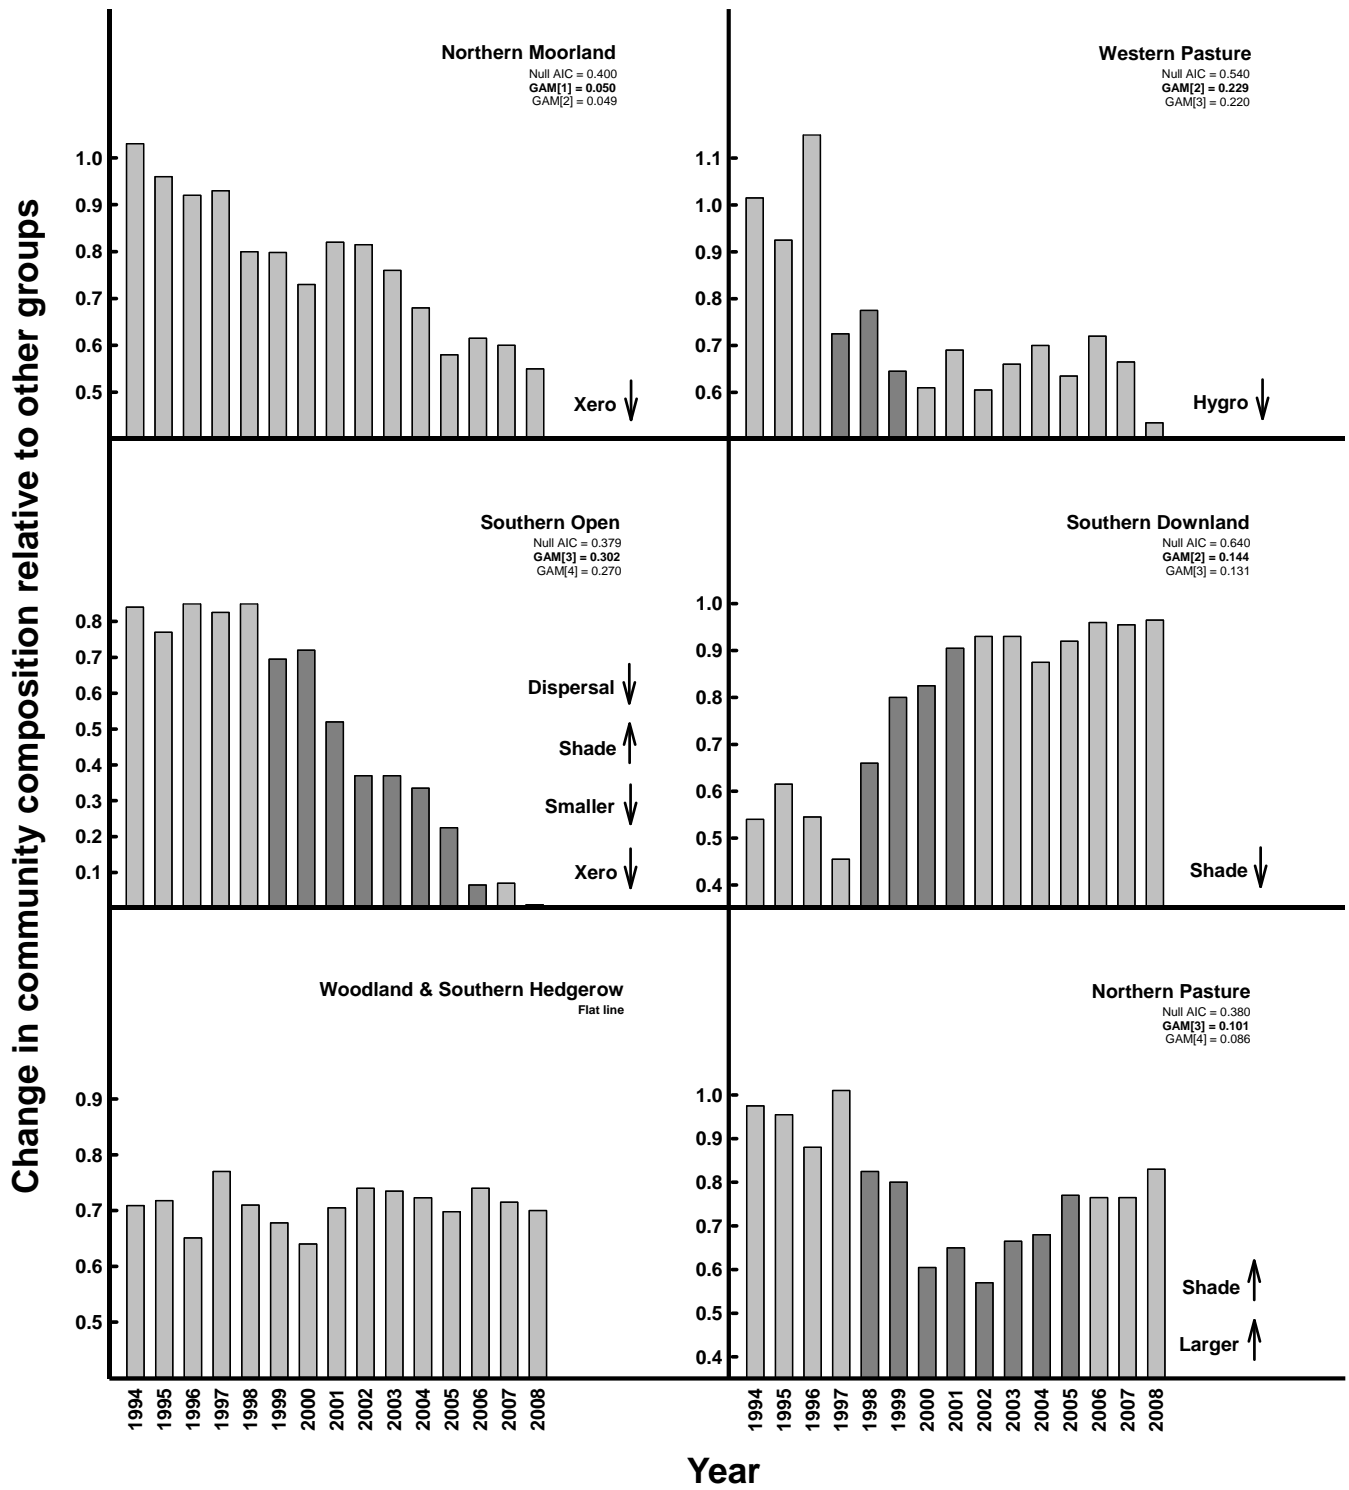 Change in community composition relative to other groups
Northern Moorland
Null AIC = 0.400
GAM[1] = 0.050
GAM[2] = 0.049
1.0
0.9
0.8
0.7
0.6
0.5
Xero
Western Pasture
Null AIC = 0.540
GAM[2] = 0.229
GAM[3] = 0.220
1.1
1.0
0.9
0.8
0.7
0.6
Hygro
Southern Open
Null AIC = 0.379
GAM[3] = 0.302
GAM[4] = 0.270
0.8
0.7
0.6
0.5
0.4
0.3
0.2
0.1
Dispersal
Shade
Smaller
Xero
Southern Downland
Null AIC = 0.640
GAM[2] = 0.144
GAM[3] = 0.131
1.0
0.9
0.8
0.7
0.6
0.5
0.4
Shade
Woodland & Southern Hedgerow
Flat line
0.9
0.8
0.7
0.6
0.5
1994 1995 1996 1997 1998 1999 2000 2001 2002 2003 2004 2005 2006 2007 2008
Northern Pasture
Null AIC = 0.380
GAM[3] = 0.101
GAM[4] = 0.086
1.0
0.9
0.8
0.7
0.6
0.5
0.4
Shade
Larger
1994 1995 1996 1997 1998 1999 2000 2001 2002 2003 2004 2005 2006 2007 2008
Year